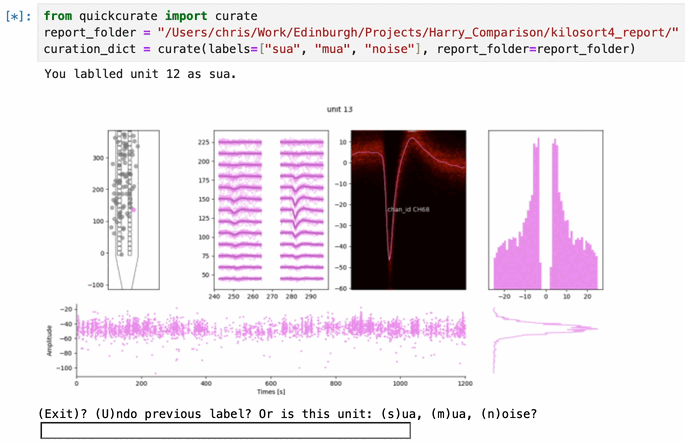 [*]: from quickcurate import curate
report_folder = "/Users/chris/Work/Edinburgh/Projects/Harry_Comparison/kilosort4_report/"
curation_dict = curate(labels=["sua", "mua", "noise"], report_folder=report_folder)
You lablled unit 12 as sua.
unit 13
300
200
100
0
−100
225
200
175
150
125
100
75
50
240 250 260 270 280 290
10
0
−10
−20
−30
−40
−50
−60
chan_id CH68
−20 −10 0 10 20
Amplitude
−20
−40
−60
−80
−100
0 200 400 600 800 1000 1200
Times [s]
(Exit)? (U)ndo previous label? Or is this unit: (s)ua, (m)ua, (n)oise?